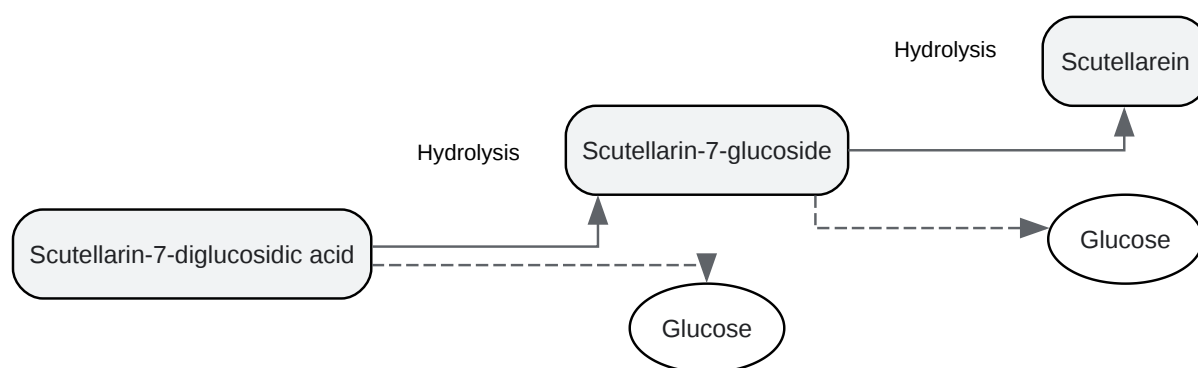 Hydrolysis
Scutellarein
Hydrolysis
Scutellarin-7-glucoside
Scutellarin-7-diglucosidic acid
Glucose
Glucose